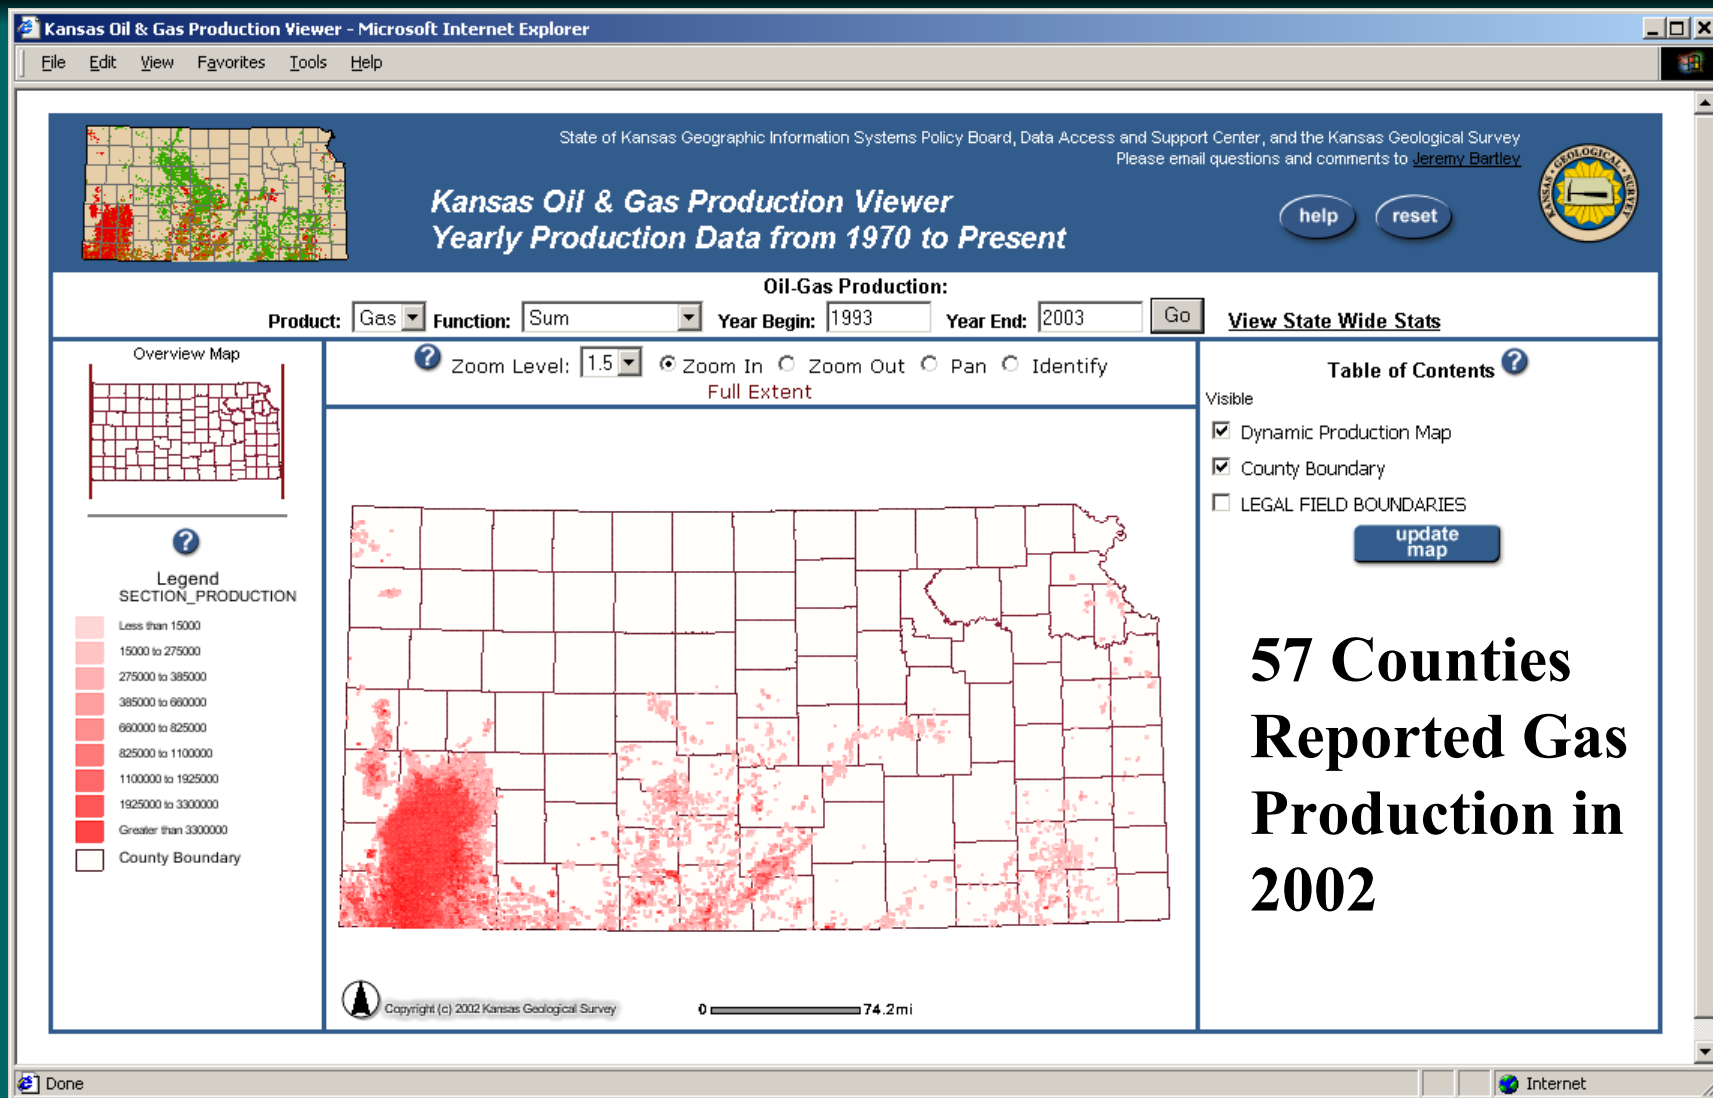 Kansas Oil & Gas Production Viewer - Microsoft Internet Explorer
File Edit View Favorites Tools Help
State of Kansas Geographic Information Systems Policy Board, Data Access and Support Center, and the Kansas Geological Survey
Please email questions and comments to Jeremy Bartley
Kansas Oil & Gas Production Viewer
Yearly Production Data from 1970 to Present
help reset
KANSAS GEOLOGICAL SURVEY
Oil-Gas Production:
Product: Gas Function: Sum Year Begin: 1993 Year End: 2003 Go View State Wide Stats
Overview Map
? Zoom Level: 1.5 Zoom In Zoom Out Pan Identify
Full Extent
Table of Contents ?
Visible
Dynamic Production Map
County Boundary
LEGAL FIELD BOUNDARIES
update
map
?
Legend
SECTION_PRODUCTION
Less than 15000
15000 to 275000
275000 to 385000
385000 to 660000
660000 to 825000
825000 to 1100000
1100000 to 1925000
1925000 to 3300000
Greater than 3300000
County Boundary
57 Counties
Reported Gas
Production in
2002
Copyright (c) 2002 Kansas Geological Survey
0 74.2mi
Done Internet